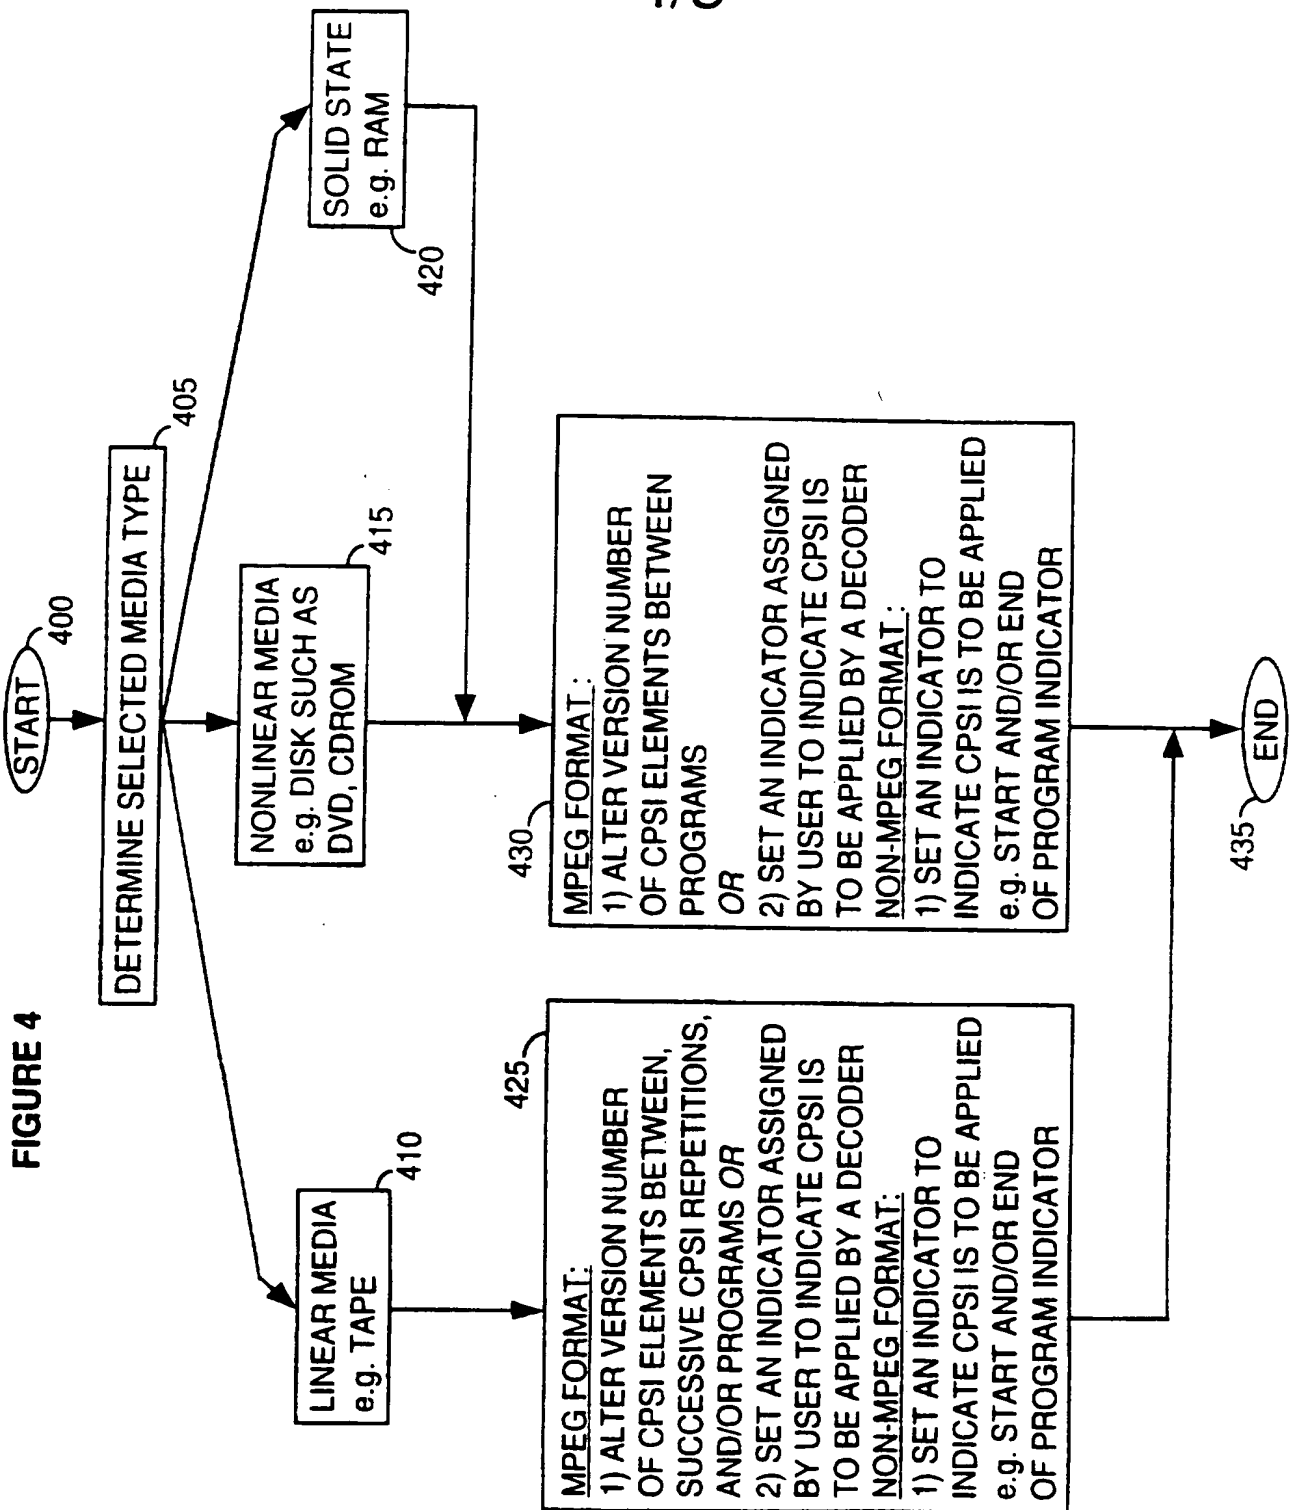 FIGURE 4
START
400
DETERMINE SELECTED MEDIA TYPE
405
LINEAR MEDIA
e.g. TAPE
410
NONLINEAR MEDIA
e.g. DISK SUCH AS
DVD, CDROM
415
SOLID STATE
e.g. RAM
420
425
MPEG FORMAT:
1) ALTER VERSION NUMBER
OF CPSI ELEMENTS BETWEEN,
SUCCESSIVE CPSI REPETITIONS,
AND/OR PROGRAMS OR
2) SET AN INDICATOR ASSIGNED
BY USER TO INDICATE CPSI IS
TO BE APPLIED BY A DECODER
NON-MPEG FORMAT:
1) SET AN INDICATOR TO
INDICATE CPSI IS TO BE APPLIED
e.g. START AND/OR END
OF PROGRAM INDICATOR
430
MPEG FORMAT :
1) ALTER VERSION NUMBER
OF CPSI ELEMENTS BETWEEN
PROGRAMS
OR
2) SET AN INDICATOR ASSIGNED
BY USER TO INDICATE CPSI IS
TO BE APPLIED BY A DECODER
NON-MPEG FORMAT :
1) SET AN INDICATOR TO
INDICATE CPSI IS TO BE APPLIED
e.g. START AND/OR END
OF PROGRAM INDICATOR
END
435